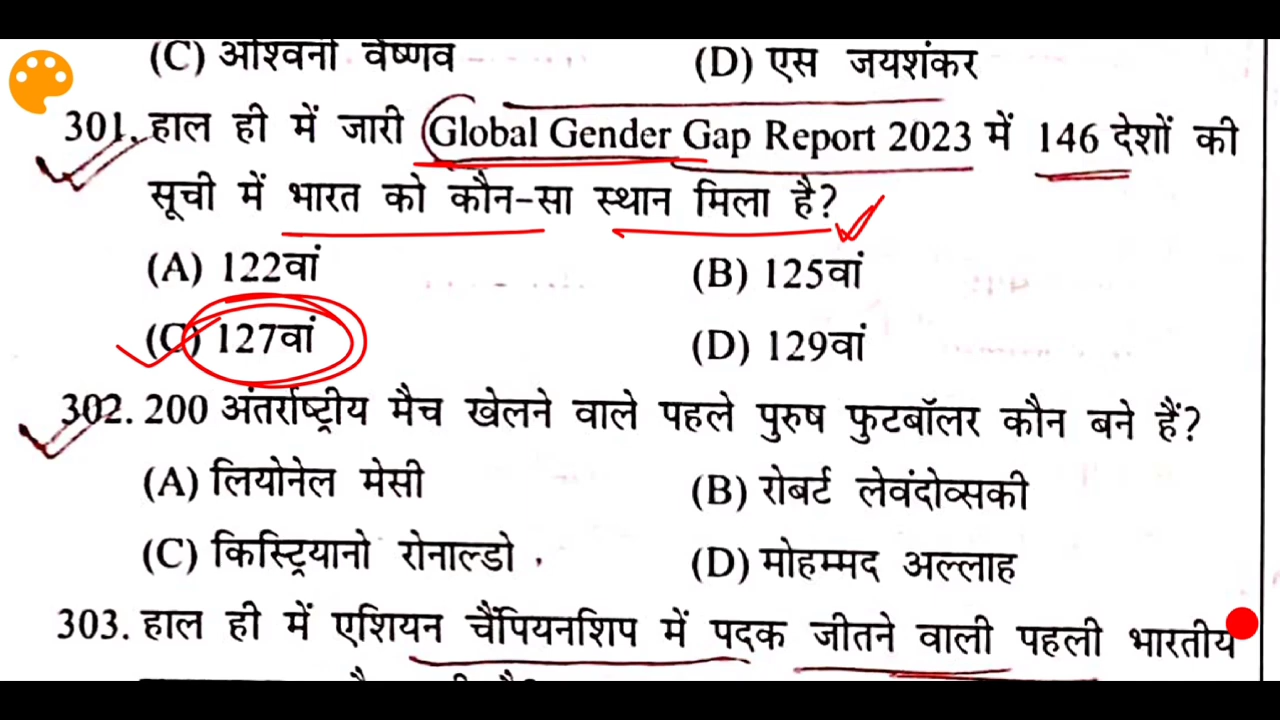 (C) अश्विनी वैष्णव (D) एस जयशंकर
301. हाल ही में जारी Global Gender Gap Report 2023 में 146 देशों की
सूची में भारत को कौन-सा स्थान मिला है?
(A) 122वां (B) 125वां
(C) 127वां (D) 129वां
302. 200 अंतर्राष्ट्रीय मैच खेलने वाले पहले पुरुष फुटबॉलर कौन बने हैं?
(A) लियोनेल मेसी (B) रोबर्ट लेवंदोव्सकी
(C) किस्ट्रियानो रोनाल्डो (D) मोहम्मद अल्लाह
303. हाल ही में एशियन चैंपियनशिप में पदक जीतने वाली पहली भारतीय